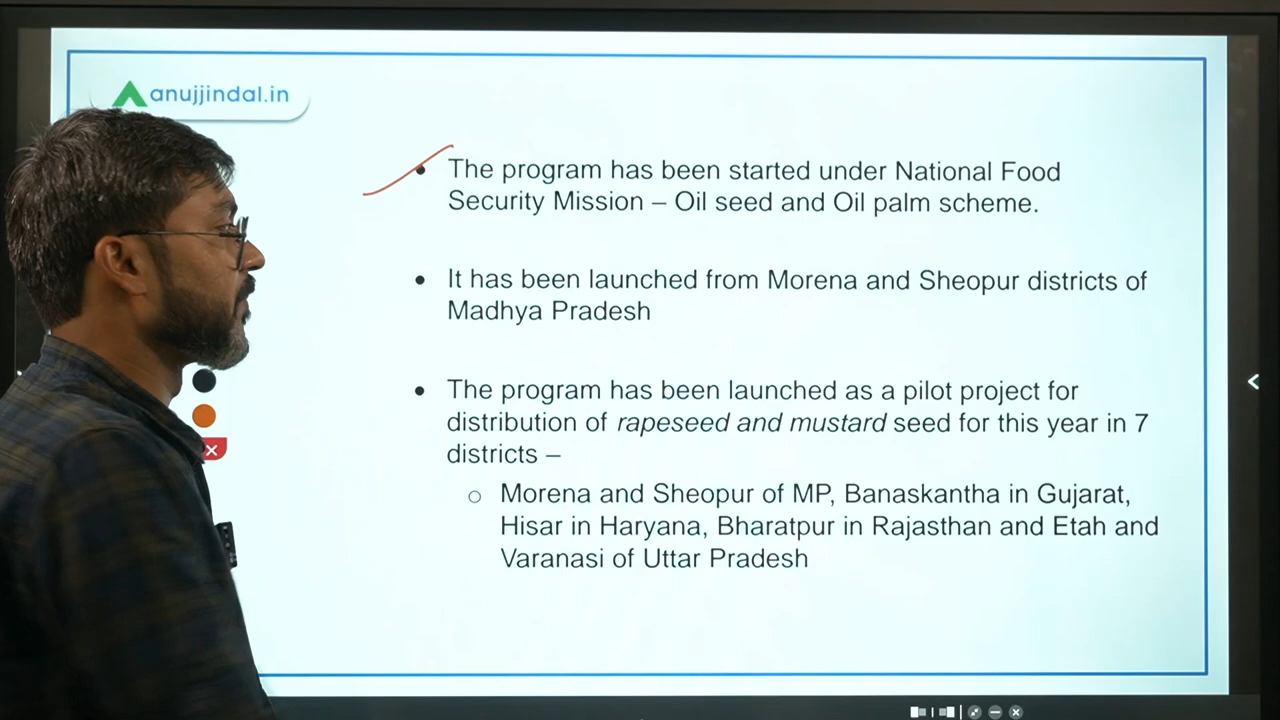 anujjindal.in
• The program has been started under National Food
Security Mission – Oil seed and Oil palm scheme.
• It has been launched from Morena and Sheopur districts of
Madhya Pradesh
• The program has been launched as a pilot project for
distribution of rapeseed and mustard seed for this year in 7
districts –
o Morena and Sheopur of MP, Banaskantha in Gujarat,
Hisar in Haryana, Bharatpur in Rajasthan and Etah and
Varanasi of Uttar Pradesh